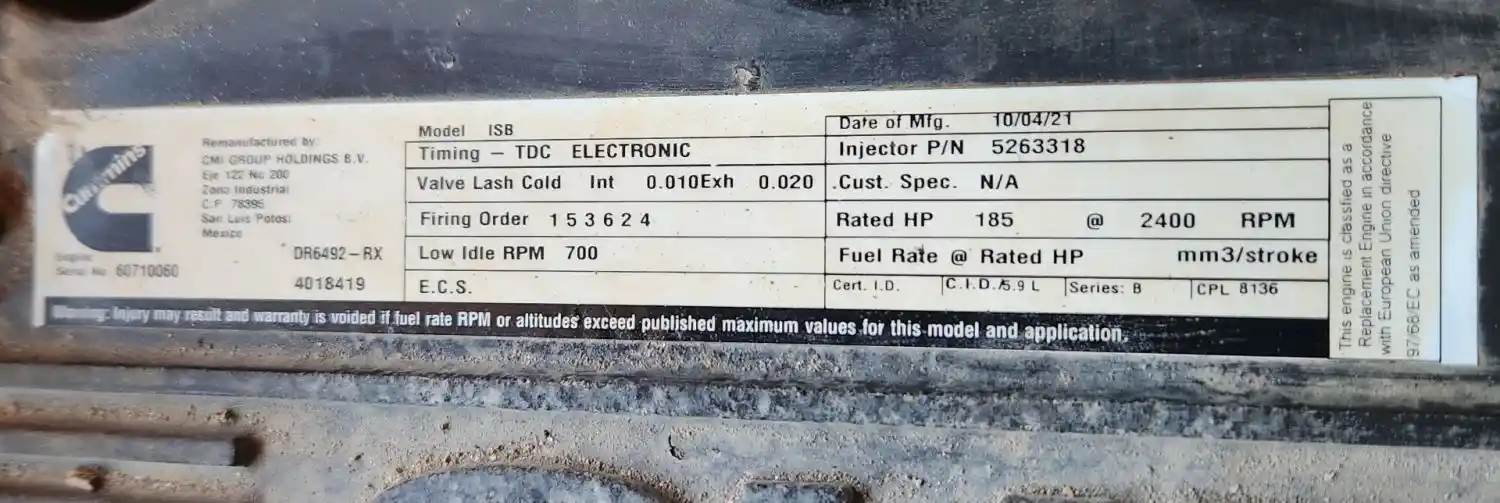 Cummins
Remanufactured by:
CMI GROUP HOLDINGS B.V.
Eje 122 No 200
Zona Industrial
C.P. 78395
San Luis Potosi
Mexico
DR6492-RX
Engine
Serial No 60710060
4018419
Model ISB
Timing – TDC ELECTRONIC
Valve Lash Cold Int 0.010 Exh 0.020
Firing Order 1 5 3 6 2 4
Low Idle RPM 700
E.C.S.
Date of Mfg. 10/04/21
Injector P/N 5263318
Cust. Spec. N/A
Rated HP 185 @ 2400 RPM
Fuel Rate @ Rated HP mm3/stroke
Cert. I.D. C.I.D./5.9 L Series: B CPL 8136
Warning: Injury may result and warranty is voided if fuel rate RPM or altitudes exceed published maximum values for this model and application.
This engine is classfied as a
Replacement Engine in accordance
with European Union directive
97/68/EC as amended